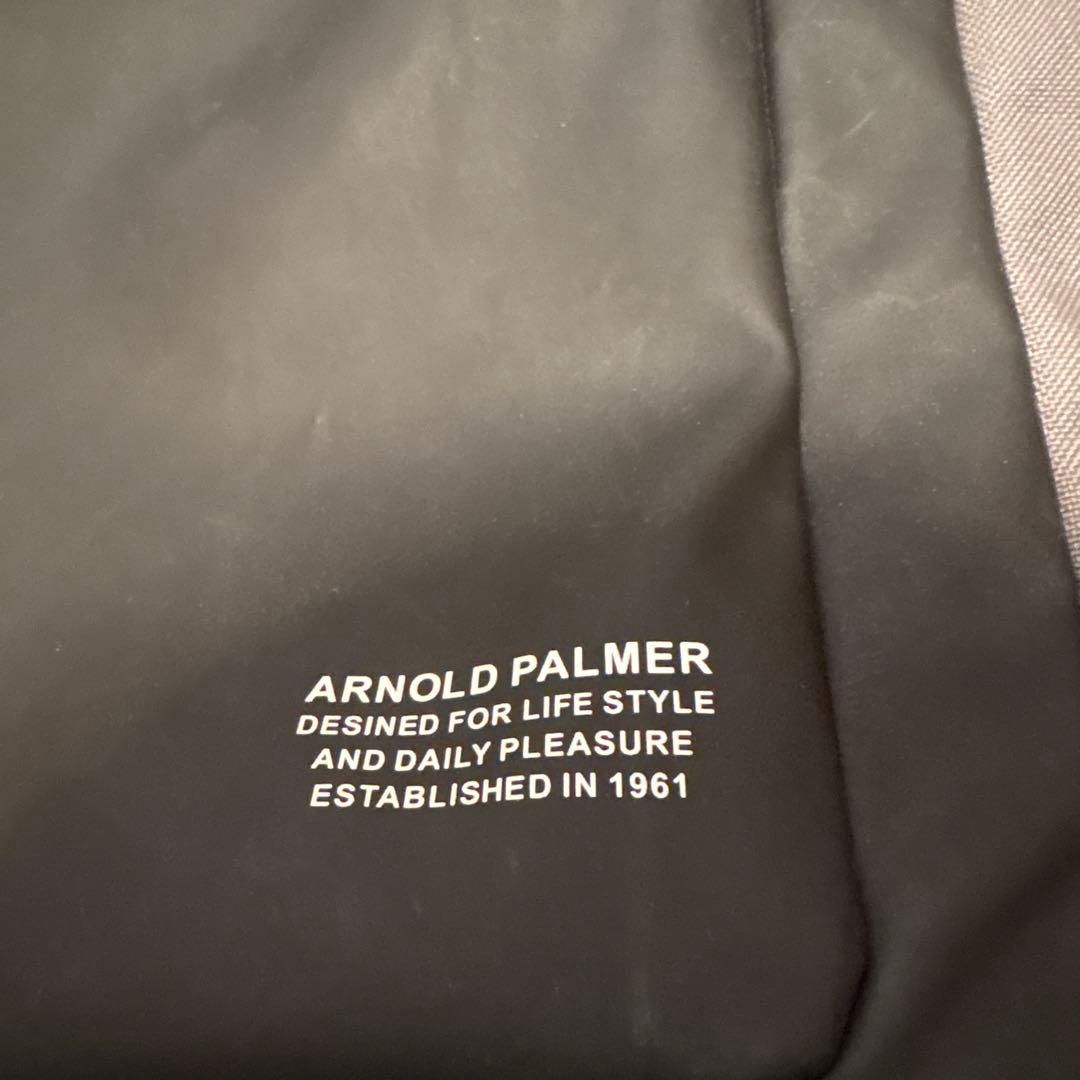 ARNOLD PALMER
DESINED FOR LIFE STYLE
AND DAILY PLEASURE
ESTABLISHED IN 1961